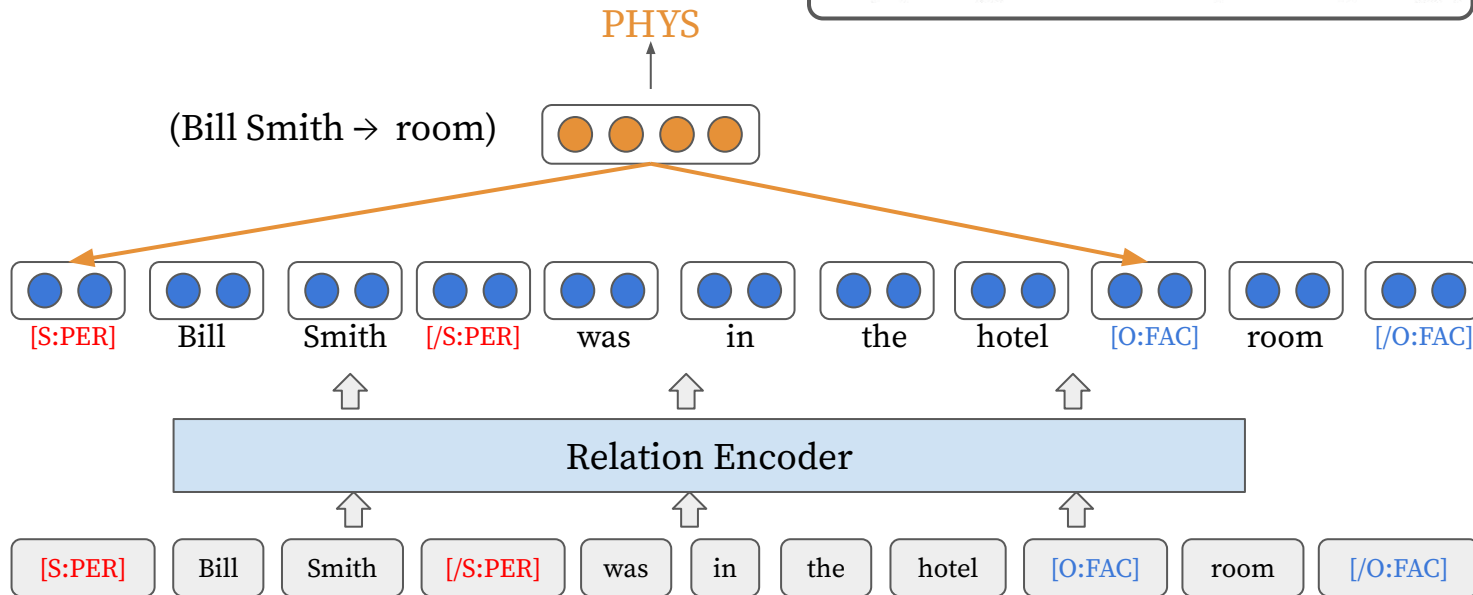 PHYS
(Bill Smith → room)
[S:PER] Bill Smith [/S:PER] was in the hotel [O:FAC] room [/O:FAC]
Relation Encoder
[S:PER] Bill Smith [/S:PER] was in the hotel [O:FAC] room [/O:FAC]